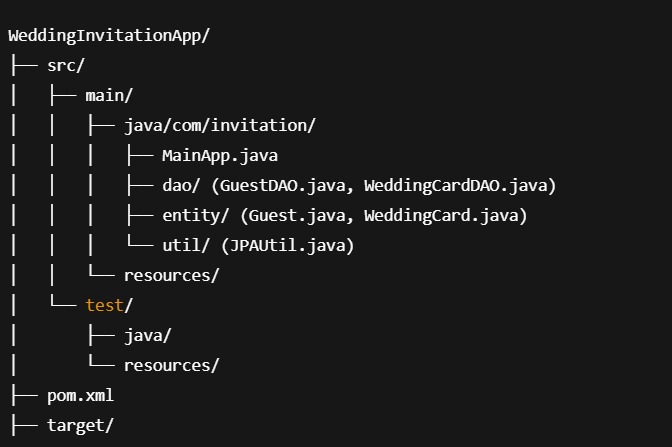 WeddingInvitationApp/
├── src/
│   ├── main/
│   │   ├── java/com/invitation/
│   │   │   ├── MainApp.java
│   │   │   ├── dao/ (GuestDAO.java, WeddingCardDAO.java)
│   │   │   ├── entity/ (Guest.java, WeddingCard.java)
│   │   │   └── util/ (JPAUtil.java)
│   │   └── resources/
│   └── test/
│       ├── java/
│       └── resources/
├── pom.xml
├── target/